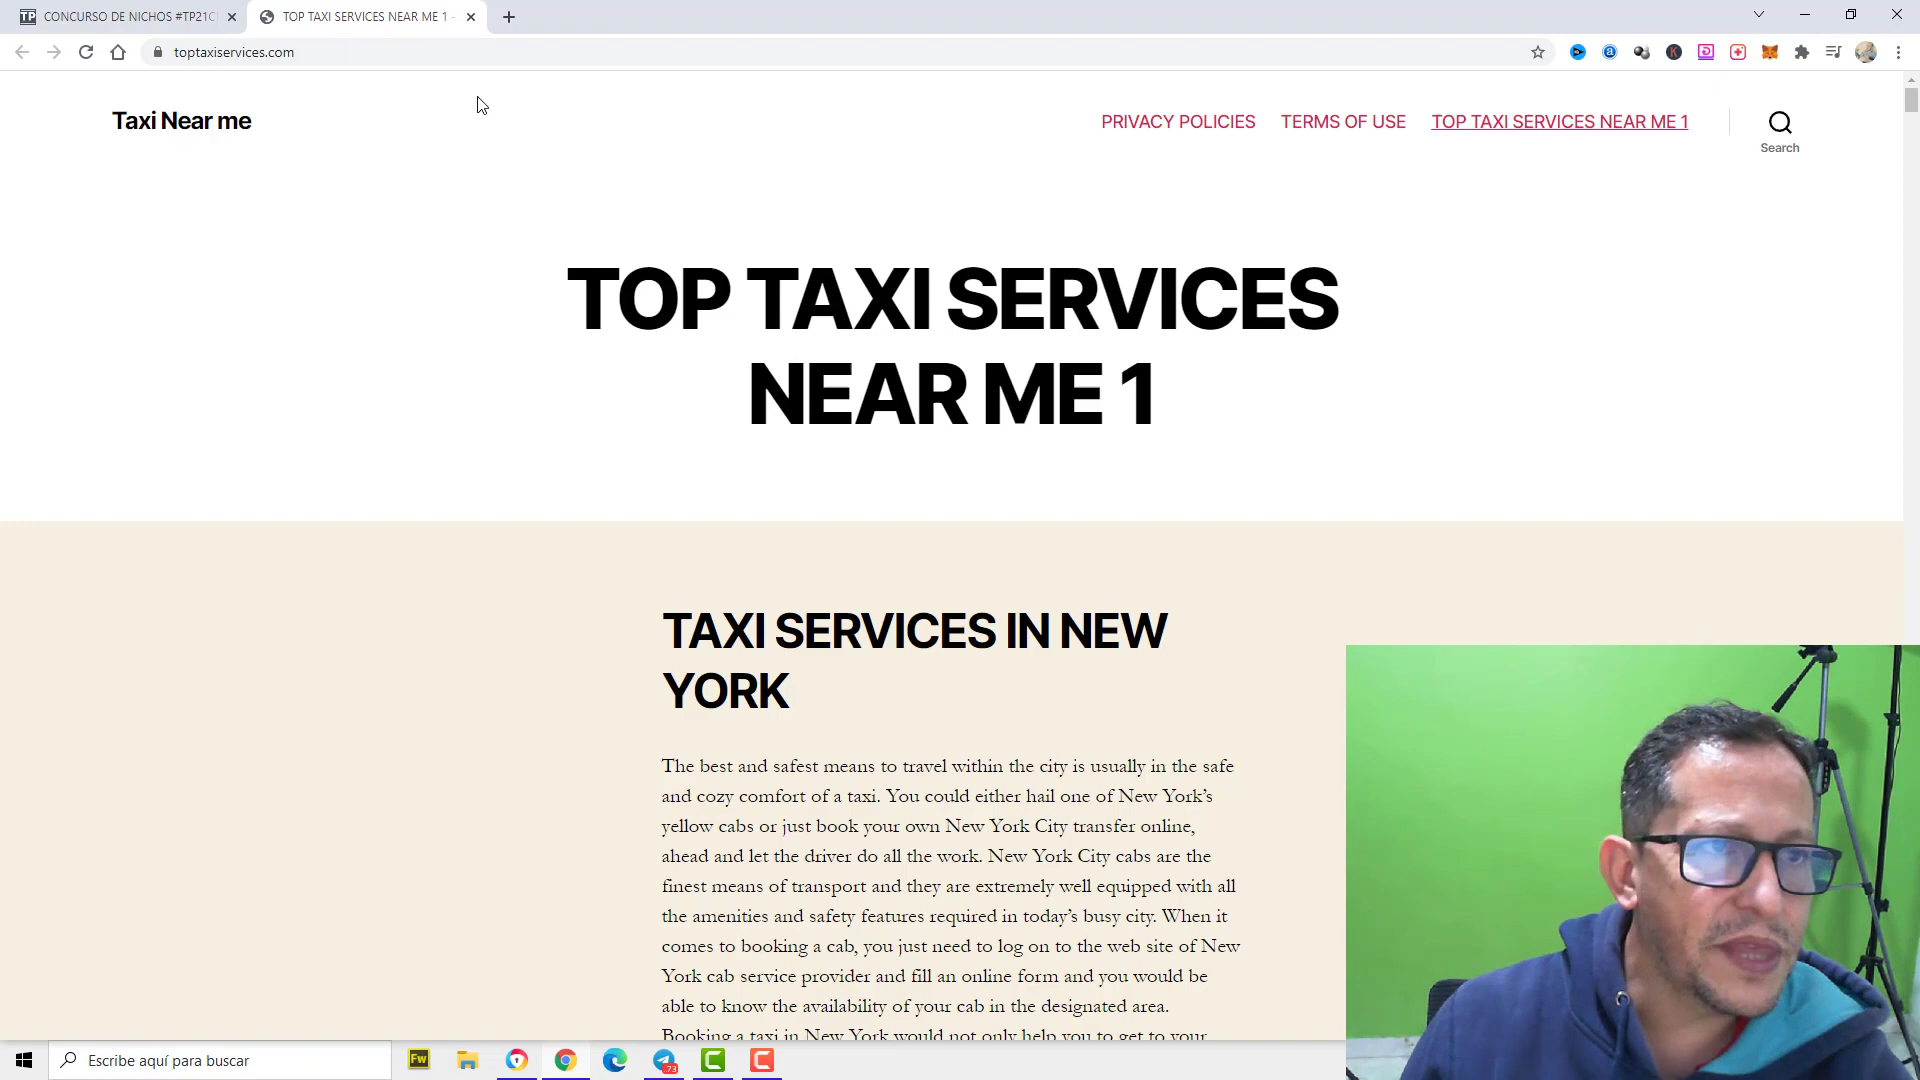 CONCURSO DE NICHOS #TP21C
TOP TAXI SERVICES NEAR ME 1 -
toptaxiservices.com
Taxi Near me
PRIVACY POLICIES
TERMS OF USE
TOP TAXI SERVICES NEAR ME 1
Search
TOP TAXI SERVICES
NEAR ME 1
TAXI SERVICES IN NEW
YORK
The best and safest means to travel within the city is usually in the safe
and cozy comfort of a taxi. You could either hail one of New York’s
yellow cabs or just book your own New York City transfer online,
ahead and let the driver do all the work. New York City cabs are the
finest means of transport and they are extremely well equipped with all
the amenities and safety features required in today’s busy city. When it
comes to booking a cab, you just need to log on to the web site of New
York cab service provider and fill an online form and you would be
able to know the availability of your cab in the designated area.
Booking a taxi in New York would not only help you to get to your
Escribe aquí para buscar
Fw
73